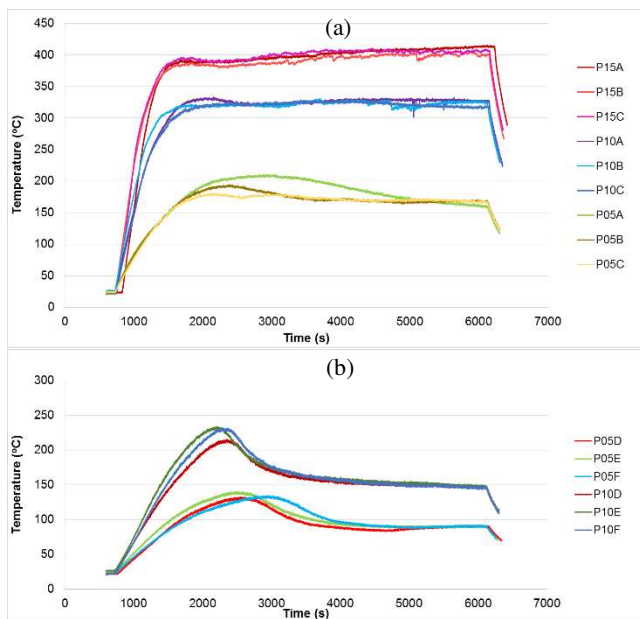 (a)
450
400
350
300
250
200
150
100
50
0
Temperature (ºC)
0 1000 2000 3000 4000 5000 6000 7000
Time (s)
P15A
P15B
P15C
P10A
P10B
P10C
P05A
P05B
P05C
(b)
300
250
200
150
100
50
0
Temperature (ºC)
0 1000 2000 3000 4000 5000 6000 7000
Time (s)
P05D
P05E
P05F
P10D
P10E
P10F